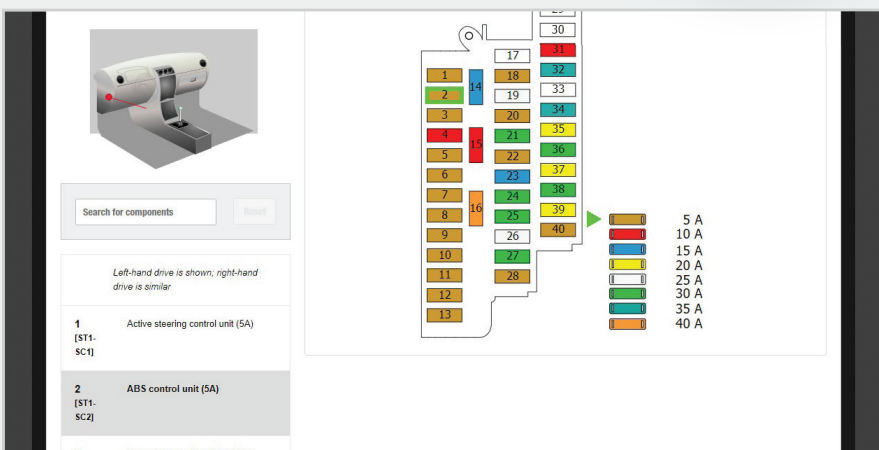 Search for components
Reset
Left-hand drive is shown; right-hand
drive is similar
1
[ST1-
SC1]
Active steering control unit (5A)
2
[ST1-
SC2]
ABS control unit (5A)
1
2
3
4
5
6
7
8
9
10
11
12
13
14
15
16
17
18
19
20
21
22
23
24
25
26
27
28
30
31
32
33
34
35
36
37
38
39
40
5 A
10 A
15 A
20 A
25 A
30 A
35 A
40 A